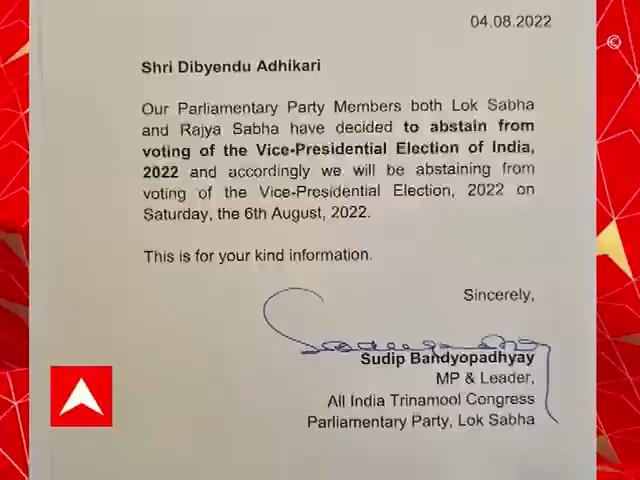 04.08.2022
©
Shri Dibyendu Adhikari
Our Parliamentary Party Members both Lok Sabha
and Rajya Sabha have decided to abstain from
voting of the Vice-Presidential Election of India,
2022 and accordingly we will be abstaining from
voting of the Vice-Presidential Election, 2022 on
Saturday, the 6th August, 2022.
This is for your kind information.
Sincerely,
Sudip Bandyopadhyay
MP & Leader,
All India Trinamool Congress
Parliamentary Party, Lok Sabha